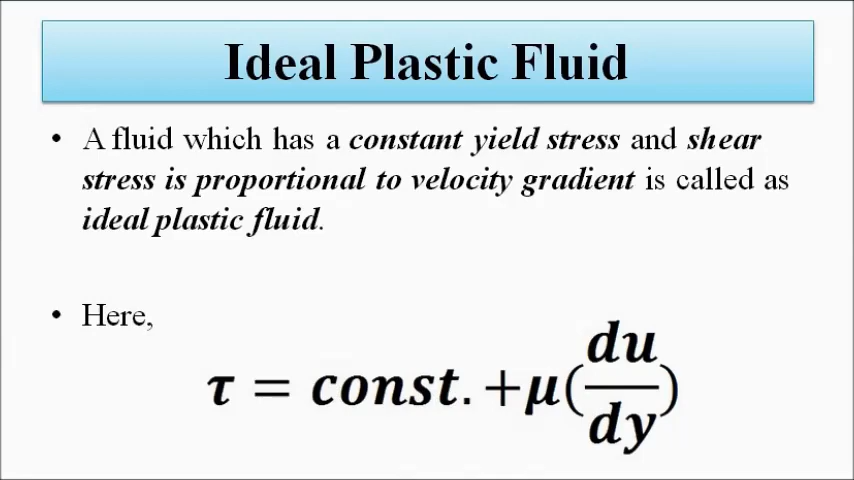 Ideal Plastic Fluid
• A fluid which has a constant yield stress and shear
stress is proportional to velocity gradient is called as
ideal plastic fluid.
• Here,
τ = const. +μ(du/dy)